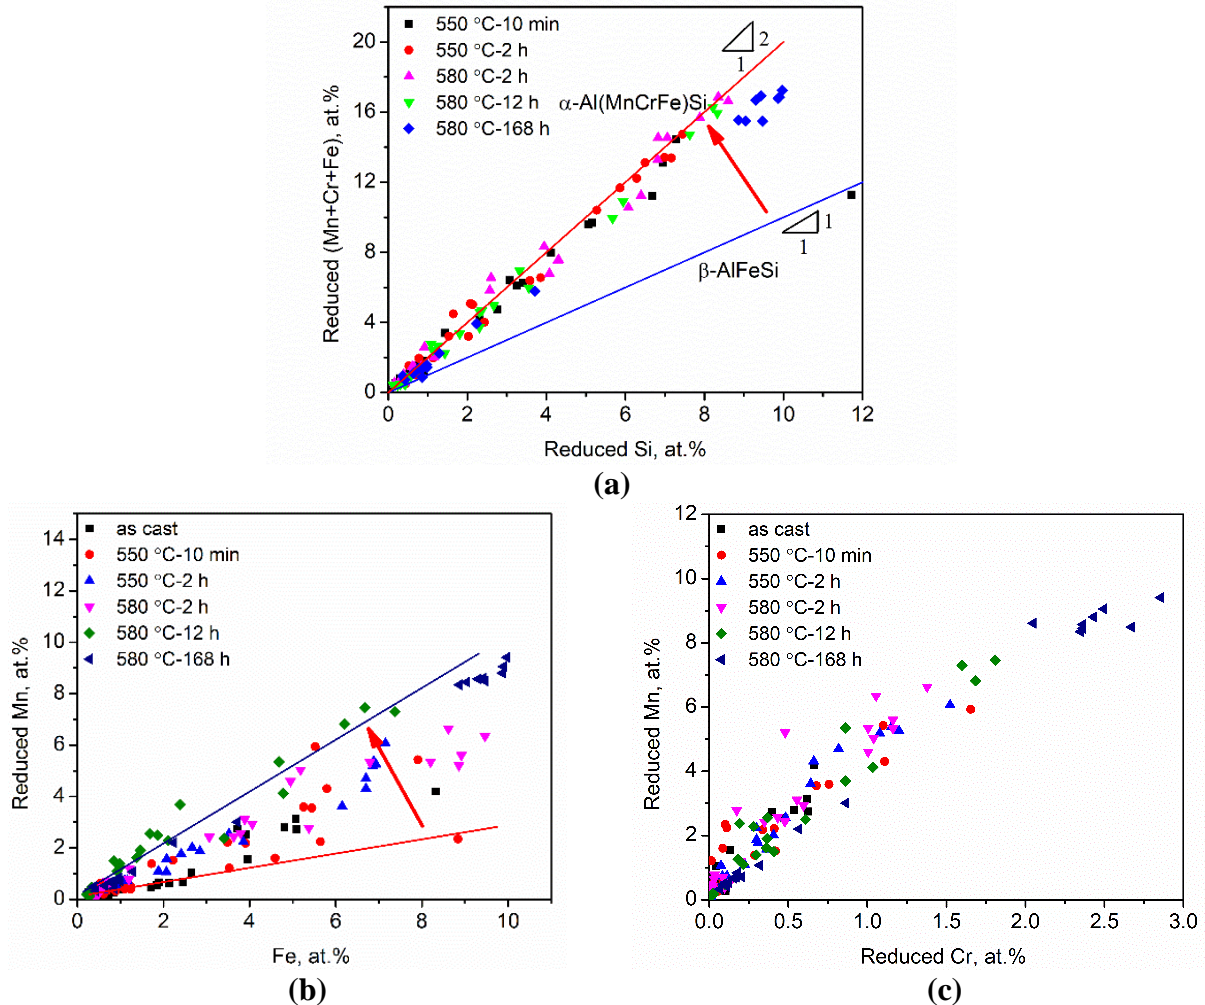 550 °C-10 min
550 °C-2 h
580 °C-2 h
580 °C-12 h
580 °C-168 h
2
1
α-Al(MnCrFe)Si
1
1
β-AlFeSi
20
16
12
8
4
0
0 2 4 6 8 10 12
Reduced (Mn+Cr+Fe), at.%
Reduced Si, at.%
(a)
as cast
550 °C-10 min
550 °C-2 h
580 °C-2 h
580 °C-12 h
580 °C-168 h
14
12
10
8
6
4
2
0
0 2 4 6 8 10
Reduced Mn, at.%
Fe, at.%
(b)
as cast
550 °C-10 min
550 °C-2 h
580 °C-2 h
580 °C-12 h
580 °C-168 h
12
10
8
6
4
2
0
0.0 0.5 1.0 1.5 2.0 2.5 3.0
Reduced Mn, at.%
Reduced Cr, at.%
(c)